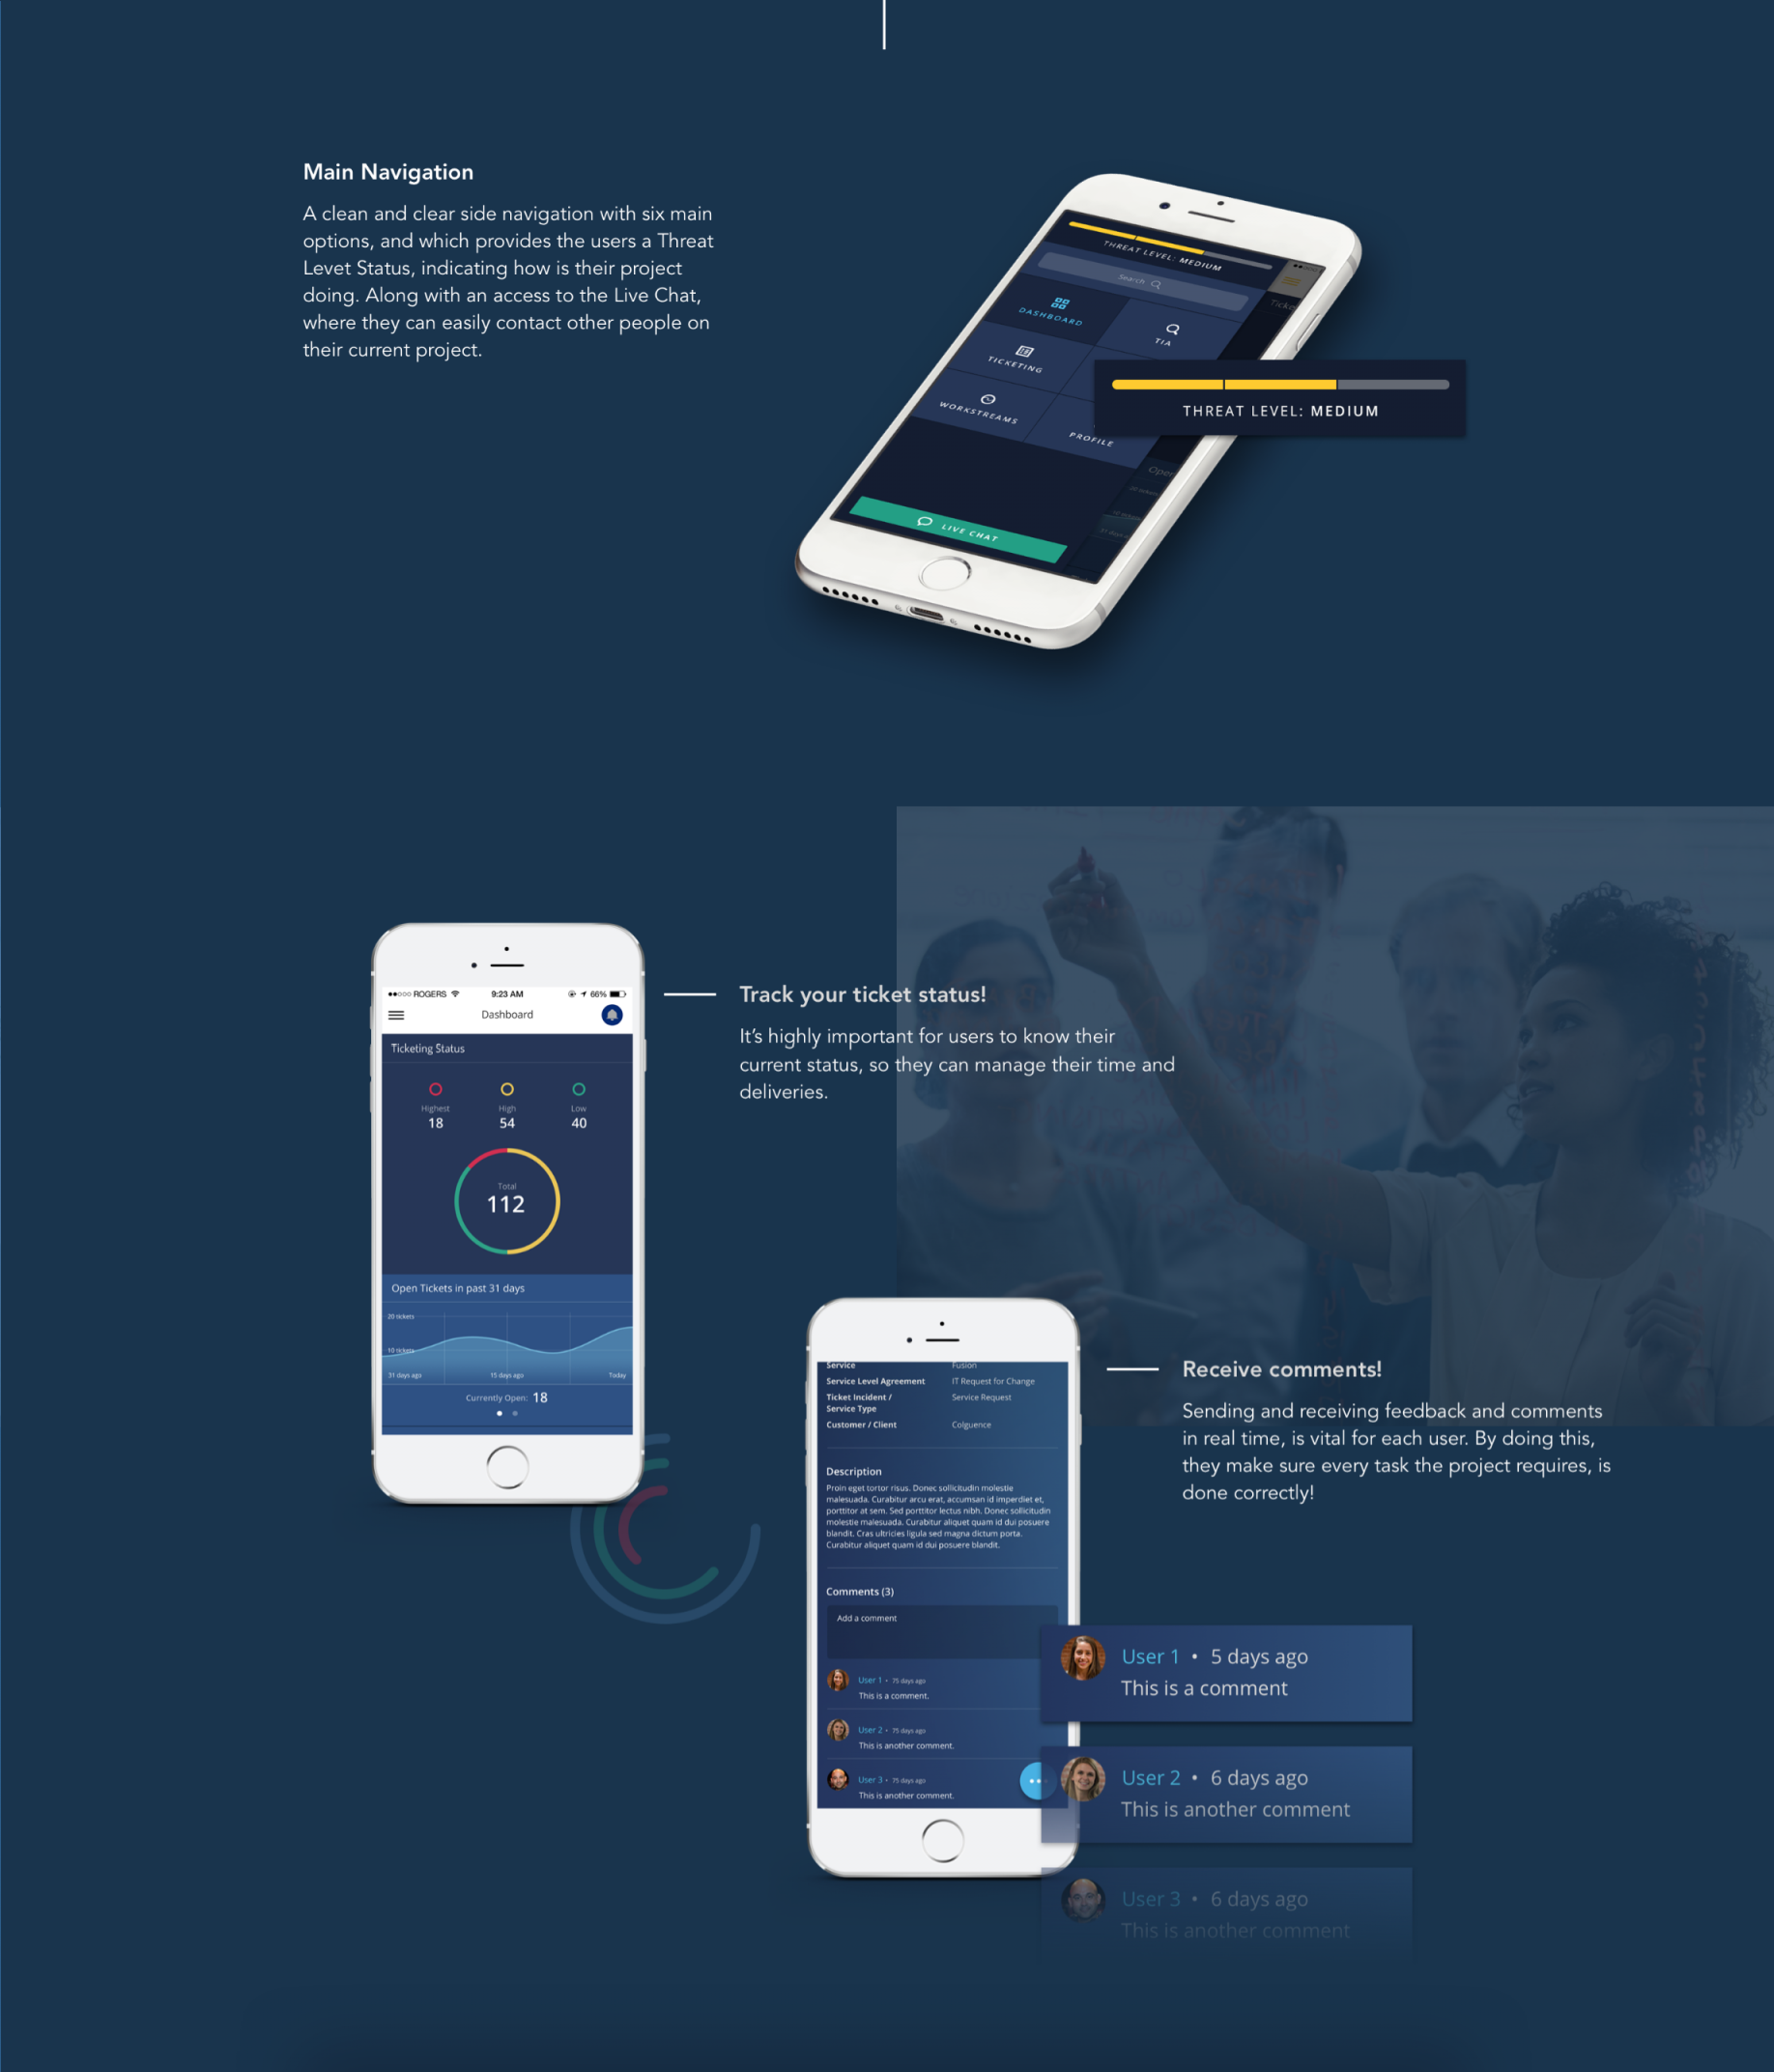 Main Navigation
A clean and clear side navigation with six main
options, and which provides the users a Threat
Levet Status, indicating how is their project
doing. Along with an access to the Live Chat,
where they can easily contact other people on
their current project.
THREAT LEVEL: MEDIUM
Search
DASHBOARD
TIA
TICKETING
WORKSTREAMS
PROFILE
LIVE CHAT
THREAT LEVEL: MEDIUM
ROGERS 9:23 AM 66%
Dashboard
Ticketing Status
Highest High Low
18 54 40
Total
112
Open Tickets in past 31 days
20 tickets
10 tickets
31 days ago 15 days ago Today
Currently Open: 18
Track your ticket status!
It's highly important for users to know their
current status, so they can manage their time and
deliveries.
Service Fusion
Service Level Agreement IT Request for Change
Ticket Incident / Service Request
Service Type
Customer / Client Colguence
Description
Proin eget tortor risus. Donec sollicitudin molestie
malesuada. Curabitur arcu erat, accumsan id imperdiet et,
porttitor at sem. Sed porttitor lectus nibh. Donec sollicitudin
molestie malesuada. Curabitur aliquet quam id dui posuere
blandit. Cras ultricies ligula sed magna dictum porta.
Curabitur aliquet quam id dui posuere blandit.
Comments (3)
Add a comment
User 1 • 75 days ago
This is a comment.
User 2 • 75 days ago
This is another comment.
User 3 • 75 days ago
This is another comment.
Receive comments!
Sending and receiving feedback and comments
in real time, is vital for each user. By doing this,
they make sure every task the project requires, is
done correctly!
User 1 • 5 days ago
This is a comment
User 2 • 6 days ago
This is another comment
User 3 • 6 days ago
This is another comment